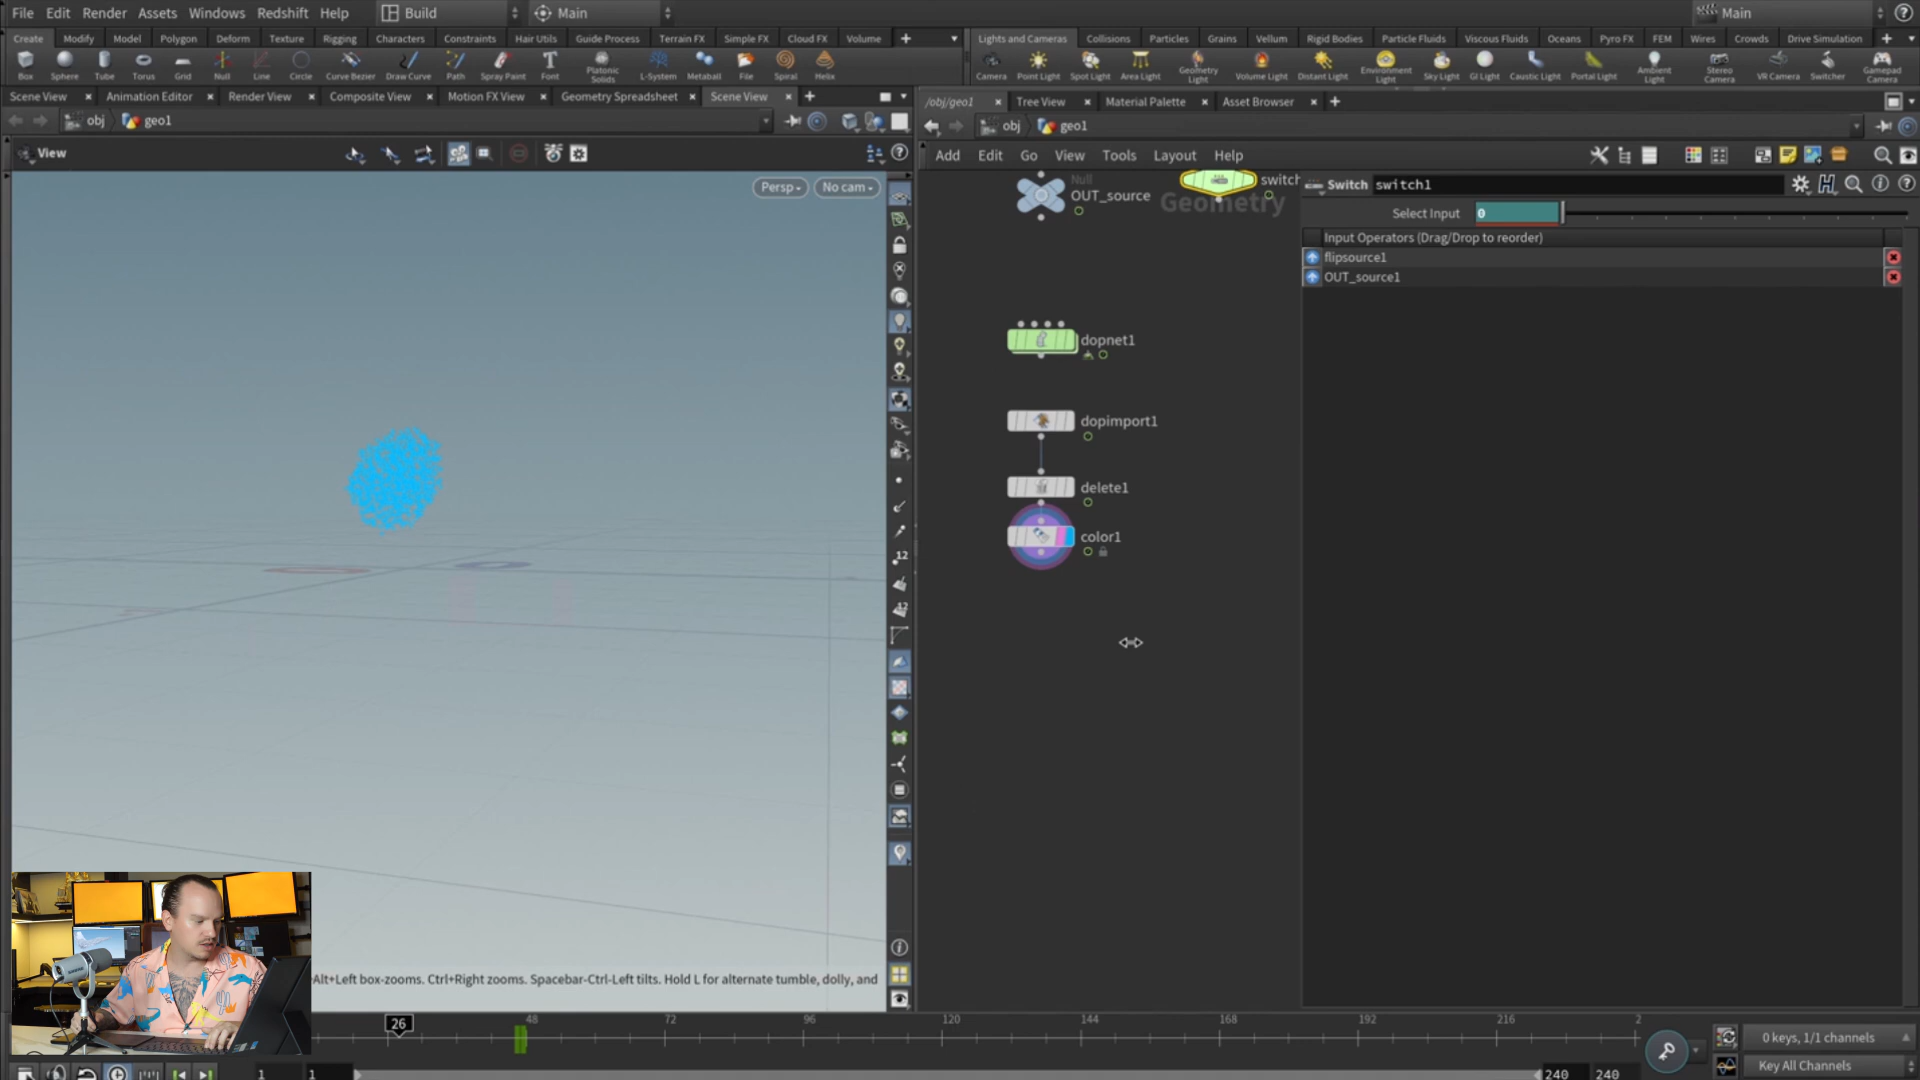 File Edit Render Assets Windows Redshift Help Build Main Main
Create Modify Model Polygon Deform Texture Rigging Characters Constraints Hair Utils Guide Process Terrain FX Simple FX Cloud FX Volume
Lights and Cameras Collisions Particles Grains Vellum Rigid Bodies Particle Fluids Viscous Fluids Oceans Pyro FX FEM Wires Crowds Drive Simulation
Box Sphere Tube Torus Grid Null Line Circle Curve Bezier Draw Curve Path Spray Paint Font Platonic Solids L-System Metaball File Spiral Helix
Camera Point Light Spot Light Area Light Geometry Light Volume Light Distant Light Environment Light Sky Light GI Light Caustic Light Portal Light Ambient Light Stereo Camera VR Camera Switcher Gamepad Camera
Scene View Animation Editor Render View Composite View Motion FX View Geometry Spreadsheet Scene View
/obj/geo1 Tree View Material Palette Asset Browser
obj geo1
obj geo1
View
Add Edit Go View Tools Layout Help
Persp No cam
Null
OUT_source
switch
Geometry
Switch switch1
Select Input 0
Input Operators (Drag/Drop to reorder)
flipsource1
OUT_source1
dopnet1
dopimport1
delete1
color1
12
12
Alt+Left box-zooms. Ctrl+Right zooms. Spacebar-Ctrl-Left tilts. Hold L for alternate tumble, dolly, and
26 48 72 96 120 144 168 192 216 2
0 keys, 1/1 channels
1 1 240 240
Key All Channels